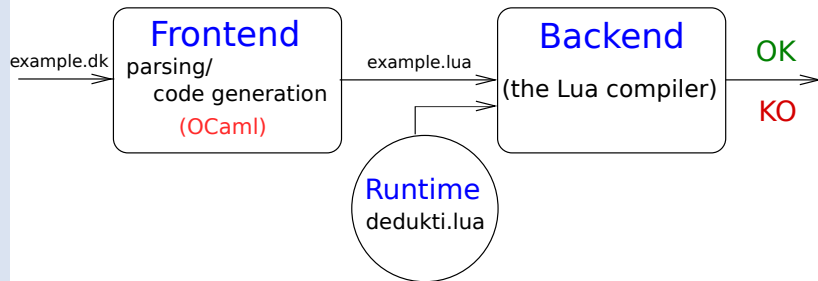 Frontend
Backend
example.dk
parsing/
code generation
(OCaml)
example.lua
(the Lua compiler)
OK
KO
Runtime
dedukti.lua